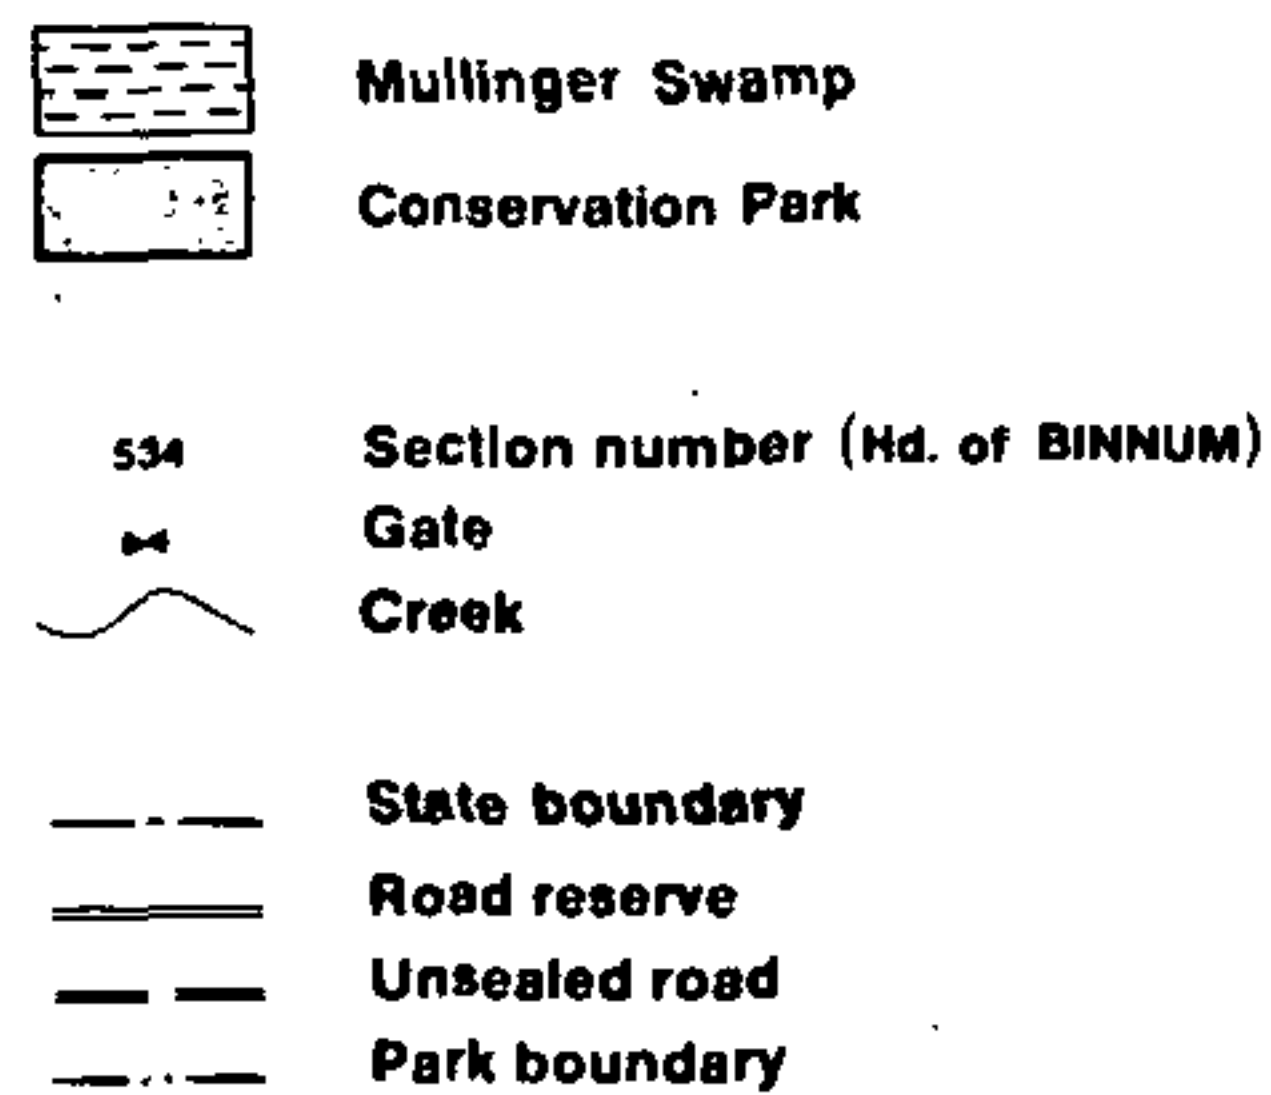 Mullinger Swamp
Conservation Park
534 Section number (Hd. of BINNUM)
Gate
Creek
State boundary
Road reserve
Unsealed road
Park boundary